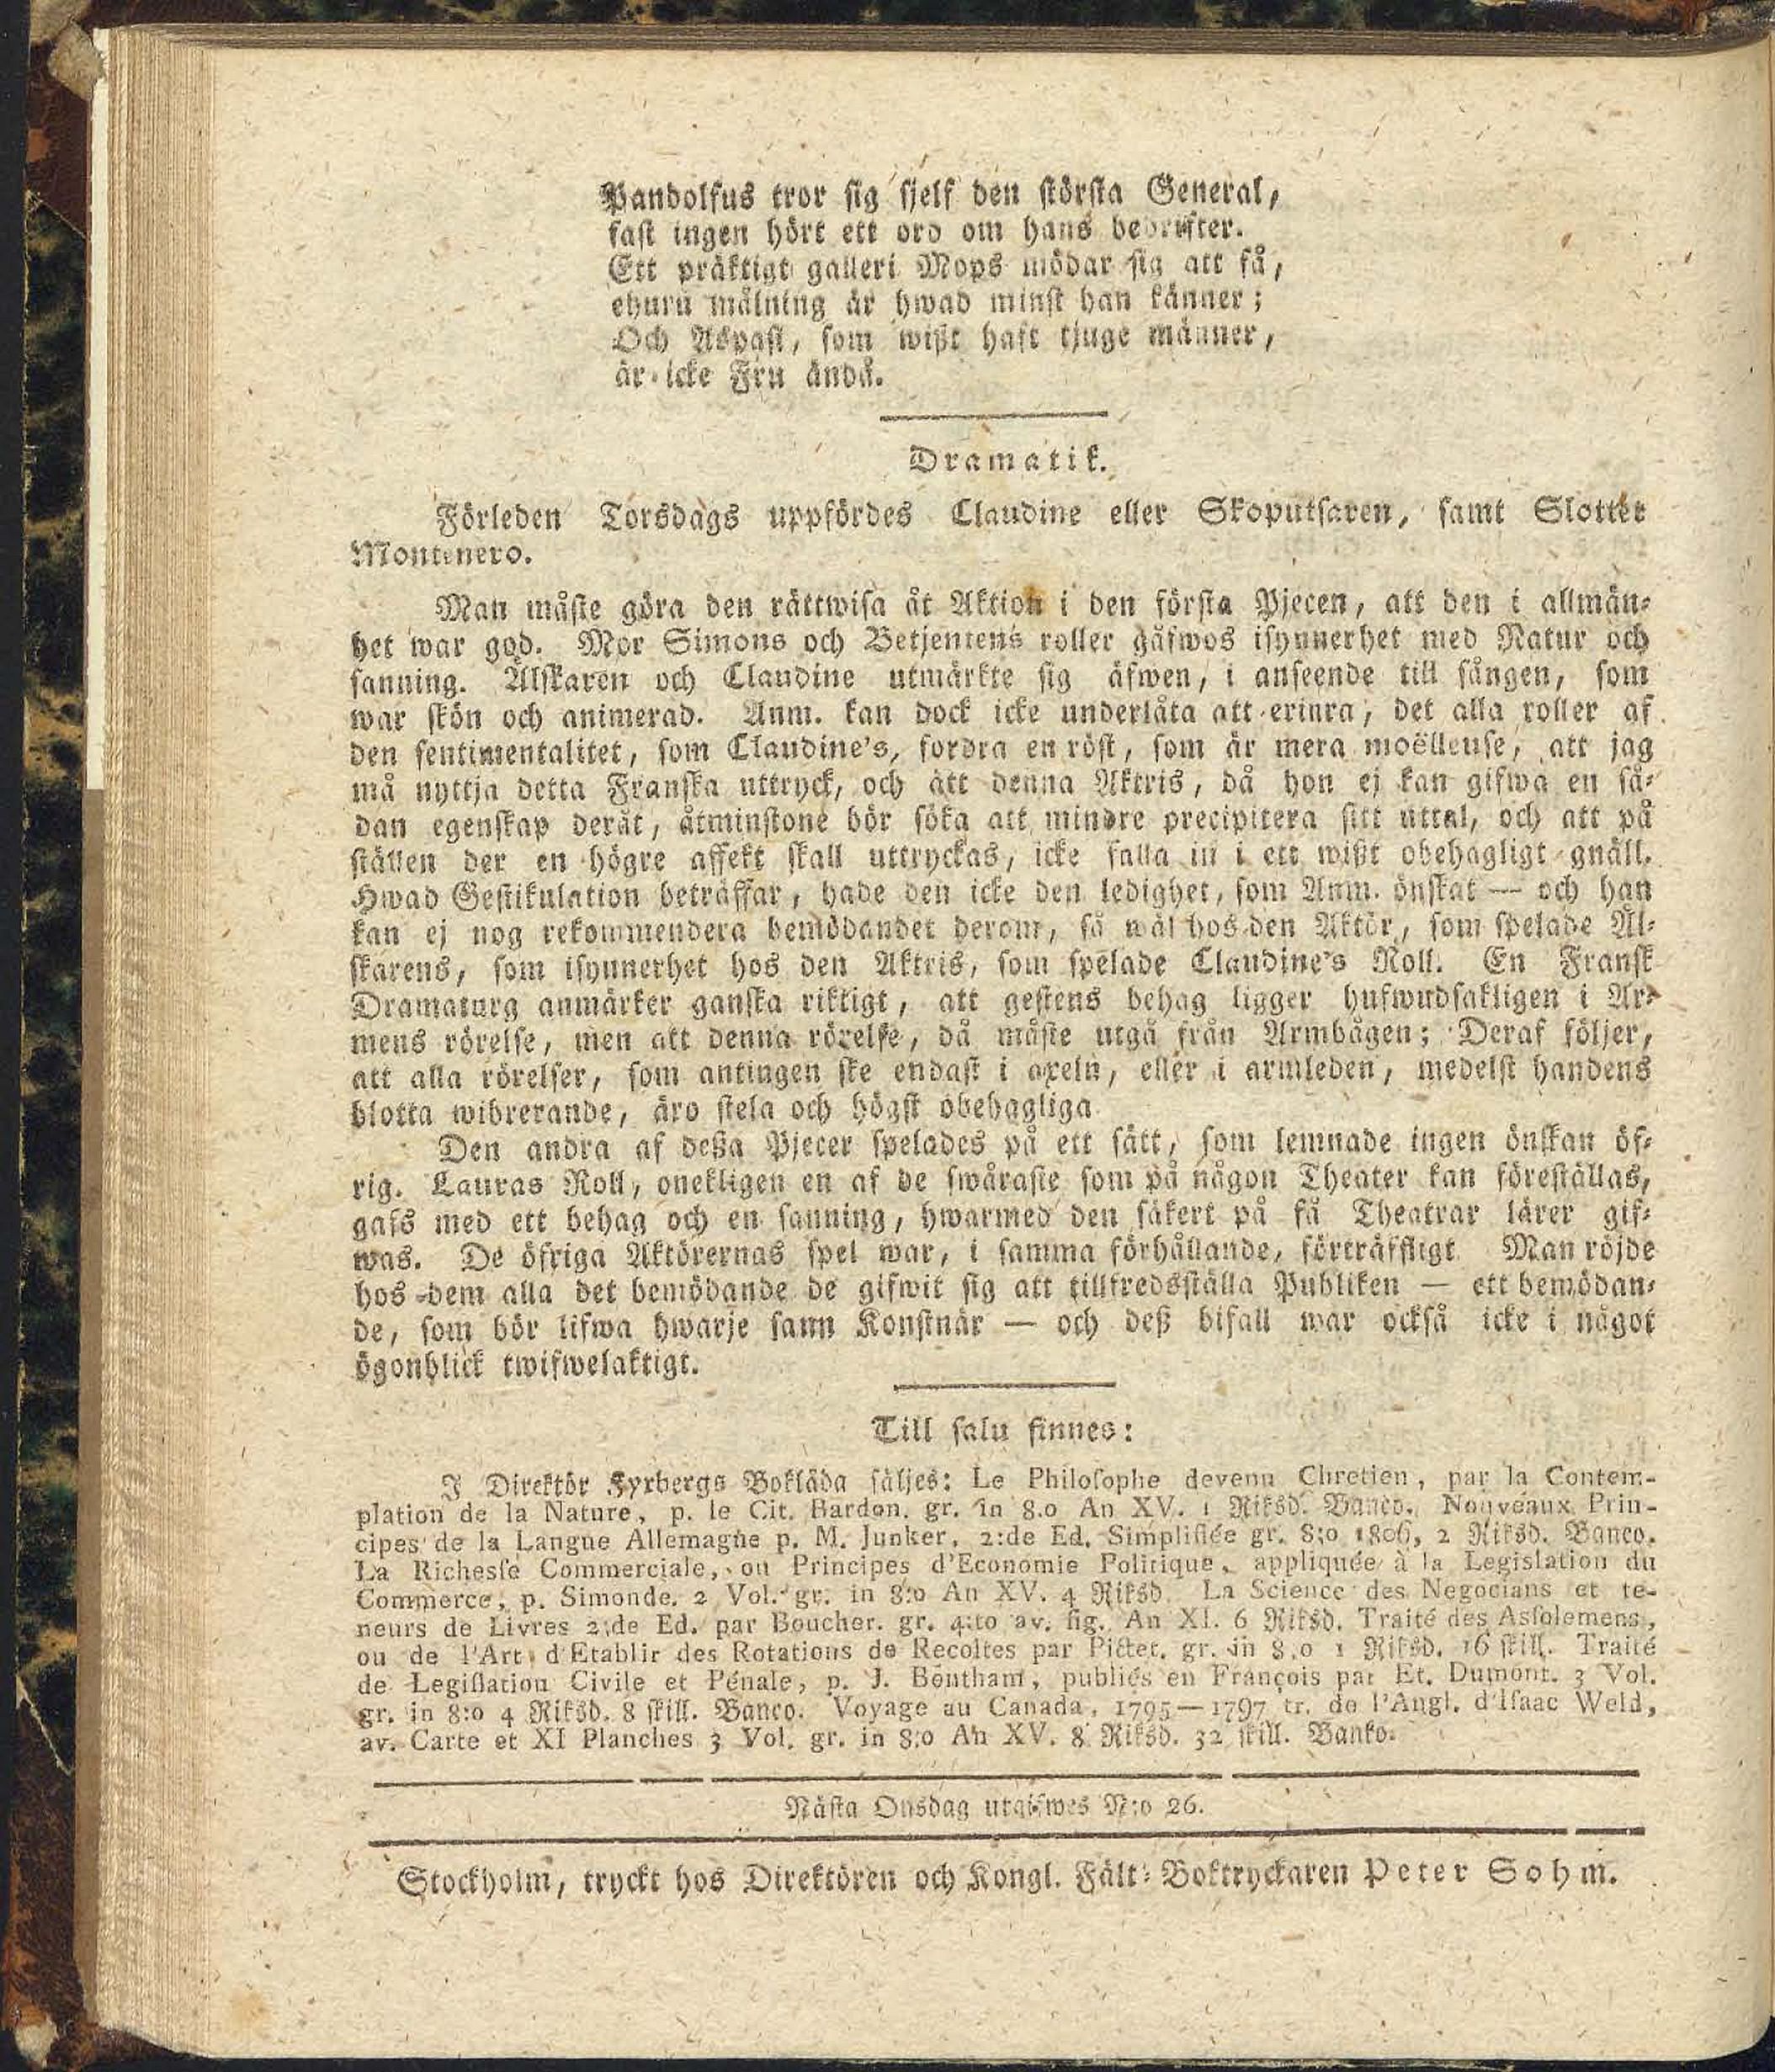 Pandolfus tror sig sjelf den största General,
fast ingen hört ett ord om hans bedrifter.
Ett präktigt galleri Mops mödar sig att få,
ehuru målning är hwad minst han känner;
Och Aspasi, som wißt haft tjuge männer,
är icke Fru ändå.
Dramatik.
Förleden Torsdags uppfördes Claudine eller Skoputsaren, samt Slottet
Montenero.
Man måste göra den rättwisa åt Aktion i den första Pjecen, att den i allmän-
het war god. Mor Simons och Betjentens roller gåfwos isynnerhet med Natur och
sanning. Älskaren och Claudine utmärkte sig äfwen, i anseende till sången, som
war skön och animerad. Anm. kan dock icke underlåta att erinra, det alla roller af
den sentimentalitet, som Claudine's, fordra en röst, som är mera moëlleuse, att jag
må nyttja detta Franska uttryck, och att denna Aktris, då hon ej kan gifwa en så-
dan egenskap deråt, åtminstone bör söka att mindre precipitera sitt uttal, och att på
ställen der en högre affekt skall uttryckas, icke falla in i ett wißt obehagligt gnäll.
Hwad Gestikulation beträffar, hade den icke den ledighet, som Anm. önskat — och han
kan ej nog rekommendera bemödandet derom, så wäl hos den Aktör, som spelade Äl-
skarens, som isynnerhet hos den Aktris, som spelade Claudine's Roll. En Fransk
Dramaturg anmärker ganska riktigt, att gestens behag ligger hufwudsakligen i Ar-
mens rörelse, men att denna rörelse, då måste utgå från Armbågen; Deraf följer,
att alla rörelser, som antingen ske endast i axeln, eller i armleden, medelst handens
blotta wibrerande, äro stela och högst obehagliga
Den andra af deßa Pjecer spelades på ett sätt, som lemnade ingen önskan öf-
rig. Lauras Roll, onekligen en af de swåraste som på någon Theater kan föreställas,
gafs med ett behag och en sanning, hwarmed den säkert på få Theatrar lärer gif-
was. De öfriga Aktörernas spel war, i samma förhållande, förträffligt Man röjde
hos dem alla det bemödande de gifwit sig att tillfredsställa Publiken — ett bemödan-
de, som bör lifwa hwarje sann Konstnär — och deß bifall war också icke i något
ögonblick twifwelaktigt.
Till salu finnes:
I Direktör Fyrbergs Boklåda säljes: Le Philosophe devenu Chretien, par la Contem-
plation de la Nature, p. le Cit. Bardon. gr. in 8.o An XV. 1 Riksd. Banco. Nouveaux Prin-
cipes de la Langue Allemagne p. M. Junker, 2:de Ed. Simplifiée gr. 8:o 1806, 2 Riksd. Banco.
La Richesse Commerciale, ou Principes d'Economie Politique, appliquée à la Legislation du
Commerce, p. Simonde. 2 Vol. gr. in 8:o An XV. 4 Riksd. La Science des Negocians et te-
neurs de Livres 2:de Ed. par Boucher. gr. 4:to av. fig. An XI. 6 Riksd. Traité des Assolemens,
ou de l'Art d'Etablir des Rotations de Recoltes par Pictet. gr. in 8.o 1 Riksd. 16 skill. Traité
de Legislation Civile et Pénale, p. J. Bentham, publiés en François par Et. Dumont. 3 Vol.
gr. in 8:o 4 Riksd. 8 skill. Banco. Voyage au Canada, 1795—1797 tr. de l'Angl. d'Isaac Weld,
av. Carte et XI Planches 3 Vol. gr. in 8:o An XV. 8 Riksd. 32 skill. Banko.
Nästa Onsdag utgifwes N:o 26.
Stockholm, tryckt hos Direktören och Kongl. Fält-Boktryckaren Peter Sohm.